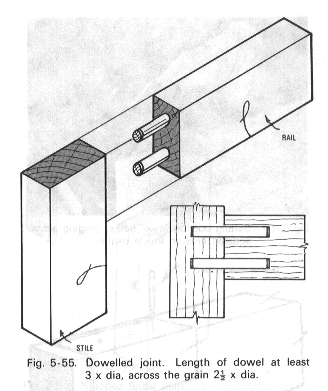 RAIL
STILE
Fig. 5-55. Dowelled joint. Length of dowel at least
3 x dia, across the grain 2½ x dia.